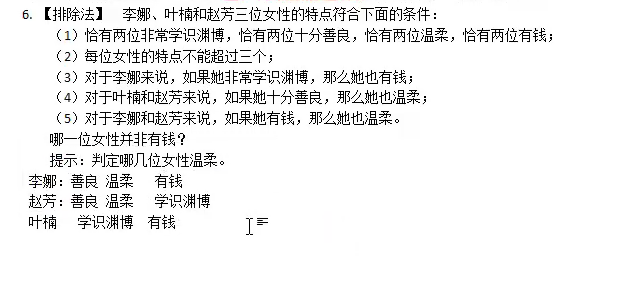 6. 【排除法】 李娜、叶楠和赵芳三位女性的特点符合下面的条件：
（1）恰有两位非常学识渊博，恰有两位十分善良，恰有两位温柔，恰有两位有钱；
（2）每位女性的特点不能超过三个；
（3）对于李娜来说，如果她非常学识渊博，那么她也有钱；
（4）对于叶楠和赵芳来说，如果她十分善良，那么她也温柔；
（5）对于李娜和赵芳来说，如果她有钱，那么她也温柔。
哪一位女性并非有钱？
提示：判定哪几位女性温柔。
李娜：善良 温柔 有钱
赵芳：善良 温柔 学识渊博
叶楠 学识渊博 有钱